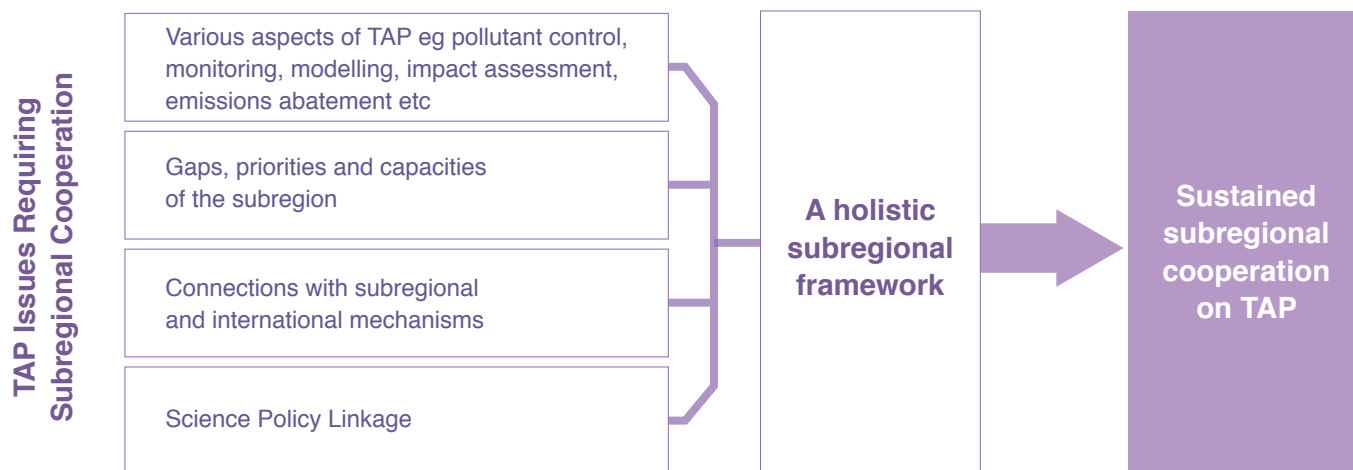 TAP Issues Requiring
Subregional Cooperation
Various aspects of TAP eg pollutant control,
monitoring, modelling, impact assessment,
emissions abatement etc
Gaps, priorities and capacities
of the subregion
Connections with subregional
and international mechanisms
Science Policy Linkage
A holistic
subregional
framework
Sustained
subregional
cooperation
on TAP